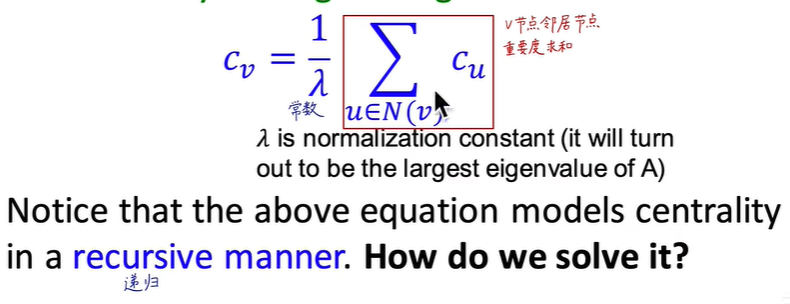 $c_v = \frac{1}{\lambda} \sum_{u \in N(v)} c_u$
v节点邻居节点
重要度求和
常数
λ is normalization constant (it will turn
out to be the largest eigenvalue of A)
Notice that the above equation models centrality
in a recursive manner. How do we solve it?
递归